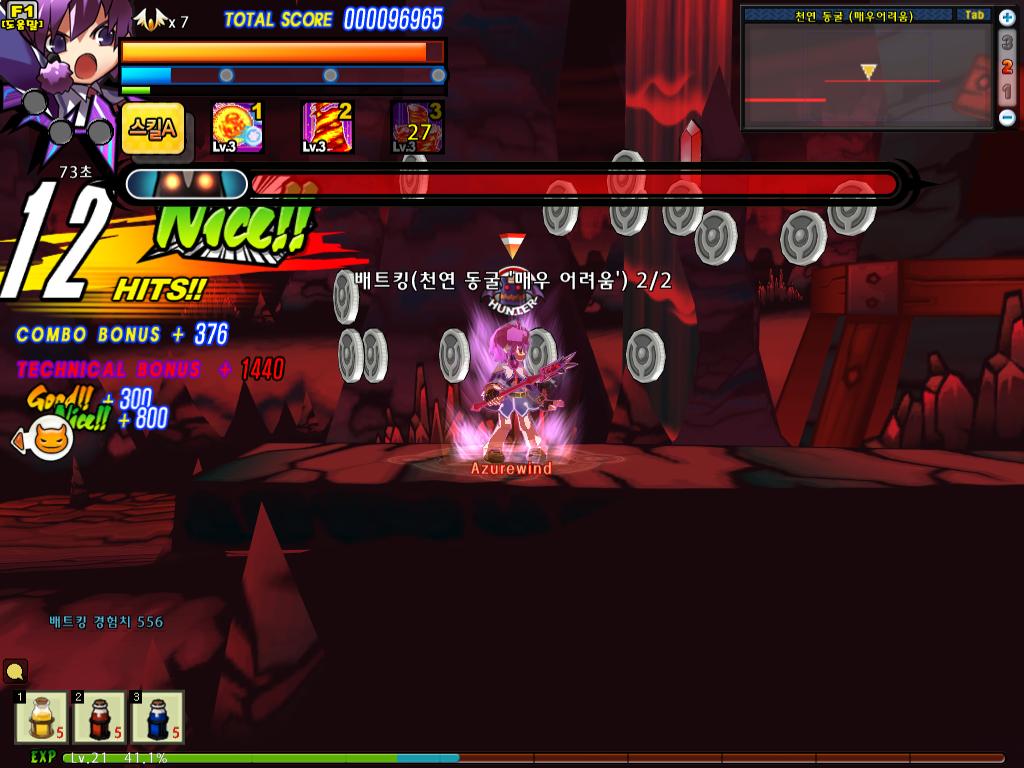 F1
[도움말]
x 7
TOTAL SCORE 000096965
천연 동굴 (매우어려움)
Tab
3
2
1
스킬A
1
Lv.3
2
Lv.3
3
27
Lv.3
73초
12
Nice!!
HITS!!
배트킹(천연 동굴 '매우 어려움') 2/2
HUNTER
COMBO BONUS + 376
TECHNICAL BONUS + 1440
Good!! + 300
Nice!! + 800
Azurewind
배트킹 경험치 556
1
5
2
5
3
5
EXP Lv.21 41.1%